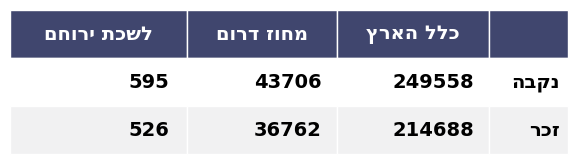 כלל הארץ מחוז דרום לשכת ירוחם
נקבה 249558 43706 595
זכר 214688 36762 526